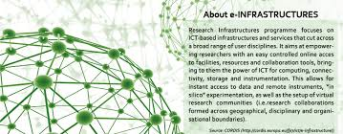 About e-INFRASTRUCTURES
Research Infrastructures programme focuses on
ICT-based infrastructures and services that cut across
a broad range of user disciplines. It aims at empower-
ing researchers with an easy controlled online access
to facilities, resources and collaboration tools, bring-
ing to them the power of ICT for computing, connec-
tivity, storage and instrumentation. This allows for
instant access to data and remote instruments, "in
silico" experimentation, as well as the setup of virtual
research communities (i.e.research collaborations
formed across geographical, disciplinary and organi-
sational boundaries).
Source: CORDIS (http://cordis.europa.eu/fp7/ict/e-infrastructure)